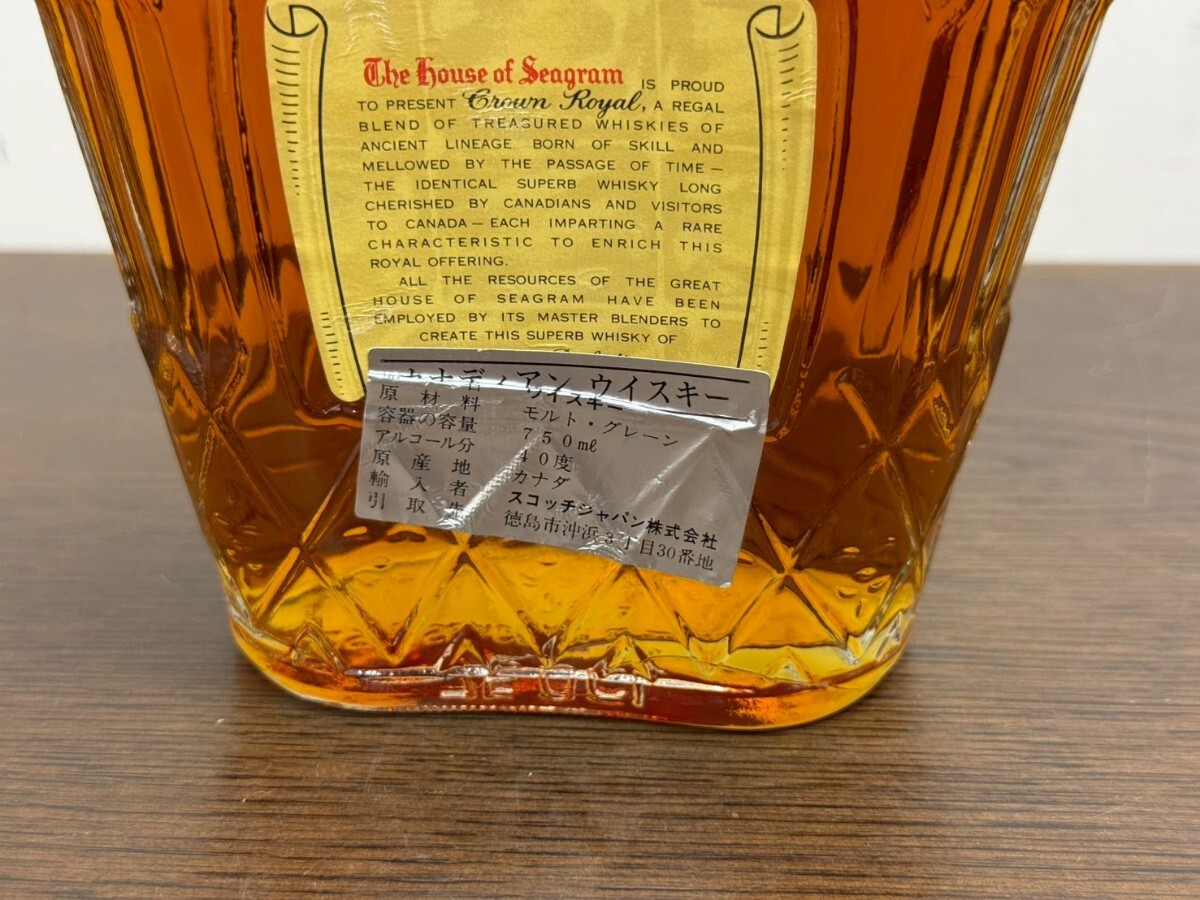 The House of Seagram IS PROUD
TO PRESENT Crown Royal, A REGAL
BLEND OF TREASURED WHISKIES OF
ANCIENT LINEAGE BORN OF SKILL AND
MELLOWED BY THE PASSAGE OF TIME —
THE IDENTICAL SUPERB WHISKY LONG
CHERISHED BY CANADIANS AND VISITORS
TO CANADA — EACH IMPARTING A RARE
CHARACTERISTIC TO ENRICH THIS
ROYAL OFFERING.
ALL THE RESOURCES OF THE GREAT
HOUSE OF SEAGRAM HAVE BEEN
EMPLOYED BY ITS MASTER BLENDERS TO
CREATE THIS SUPERB WHISKY OF
カナディアン ウイスキー
ウイスキー
原材料 モルト・グレーン
容器の容量 750ml
アルコール分 40度
原産地 カナダ
輸入者 スコッチジャパン株式会社
引取先 徳島市沖浜3丁目30番地